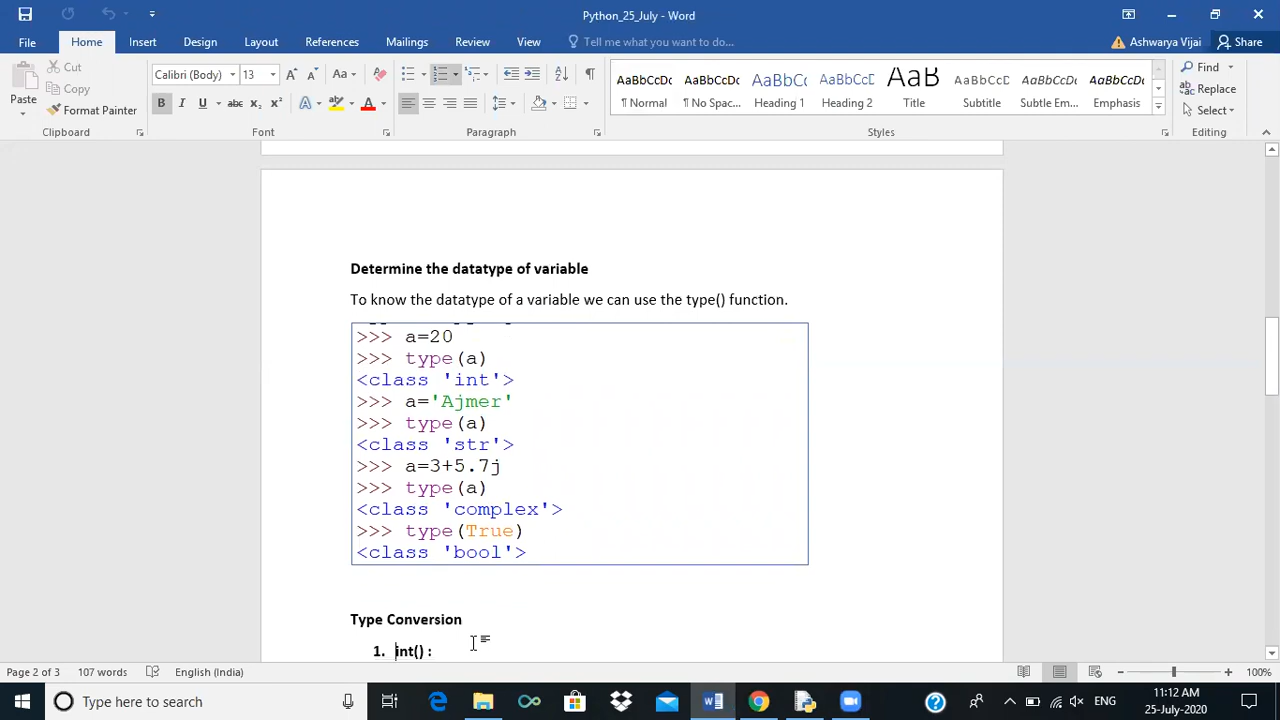 Python_25_July - Word
File Home Insert Design Layout References Mailings Review View Tell me what you want to do... Ashwarya Vijai Share
Paste Cut Copy Format Painter
Calibri (Body) 13
AaBbCcDc AaBbCcDc AaBbCc AaBbCcD AaB AaBbCcD AaBbCcDc AaBbCcDc
¶ Normal ¶ No Spac... Heading Heading 2 Title Subtitle Subtle Em... Emphasis
Find
Replace
Select
Clipboard Font Paragraph Styles Editing
Determine the datatype of variable
To know the datatype of a variable we can use the type() function.
>>> a=20
>>> type(a)
<class 'int'>
>>> a='Ajmer'
>>> type(a)
<class 'str'>
>>> a=3+5.7j
>>> type(a)
<class 'complex'>
>>> type(True)
<class 'bool'>
Type Conversion
1. int() :
Page 2 of 3 107 words English (India) 100%
Type here to search
ENG
11:12 AM
25-July-2020